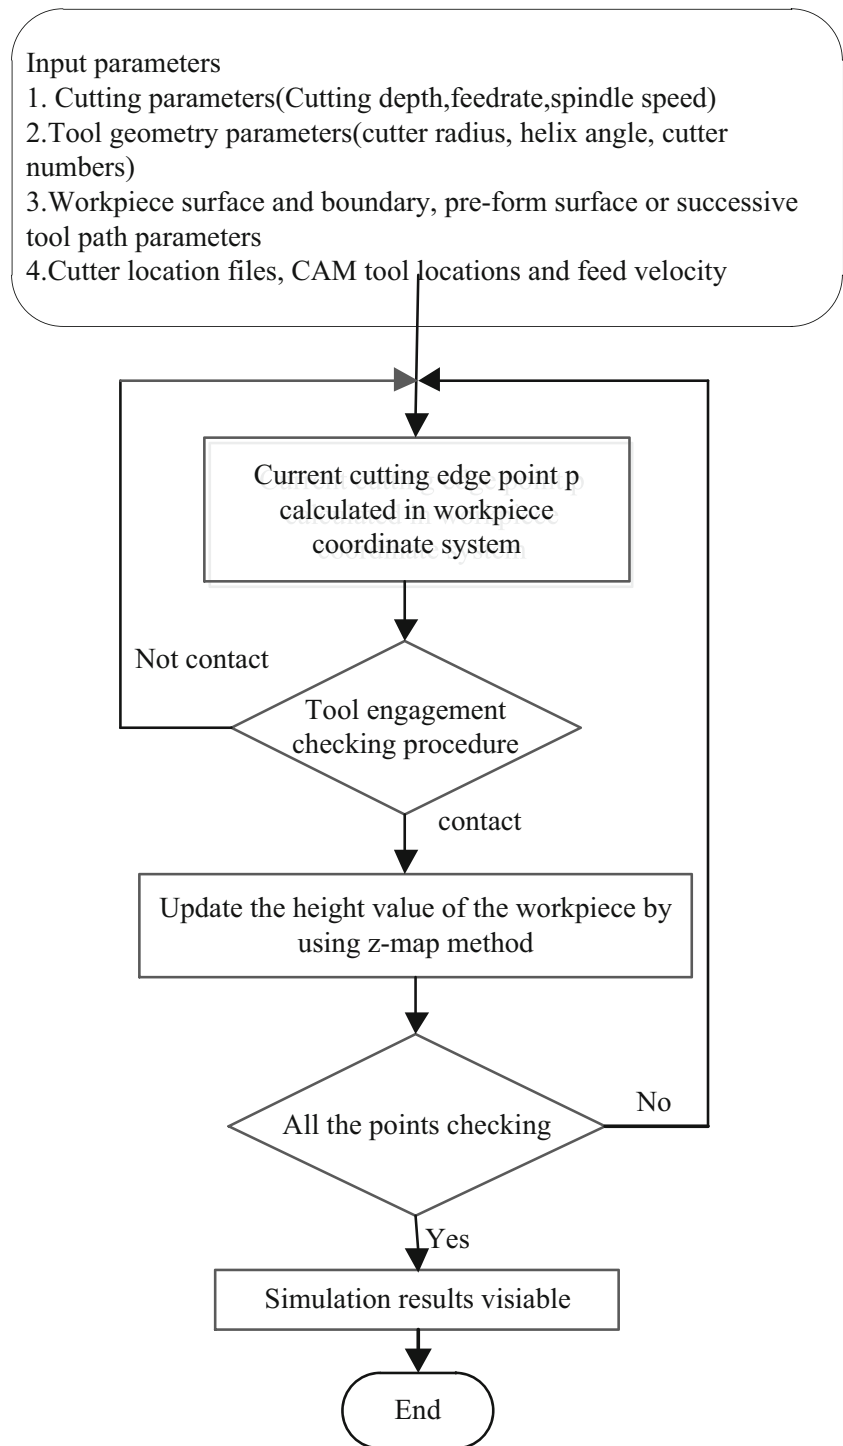 Input parameters
1. Cutting parameters(Cutting depth,feedrate,spindle speed)
2.Tool geometry parameters(cutter radius, helix angle, cutter
numbers)
3.Workpiece surface and boundary, pre-form surface or successive
tool path parameters
4.Cutter location files, CAM tool locations and feed velocity
Current cutting edge point p
calculated in workpiece
coordinate system
Not contact
Tool engagement
checking procedure
contact
Update the height value of the workpiece by
using z-map method
All the points checking
No
Yes
Simulation results visiable
End